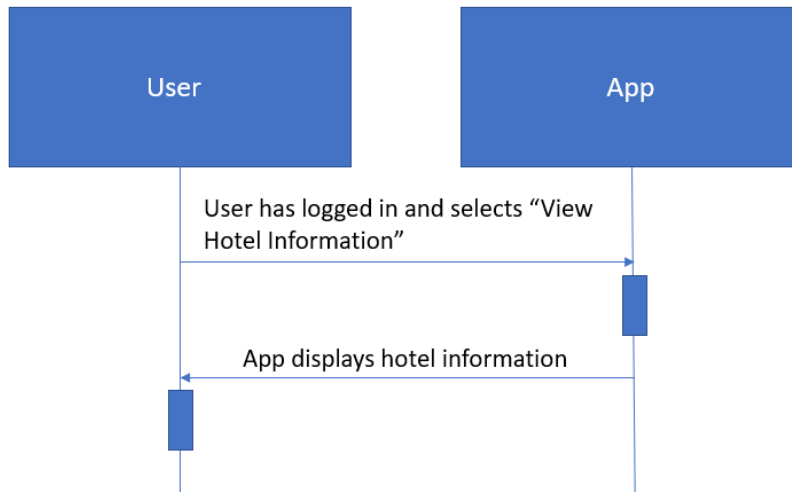 User
App
User has logged in and selects “View
Hotel Information”
App displays hotel information